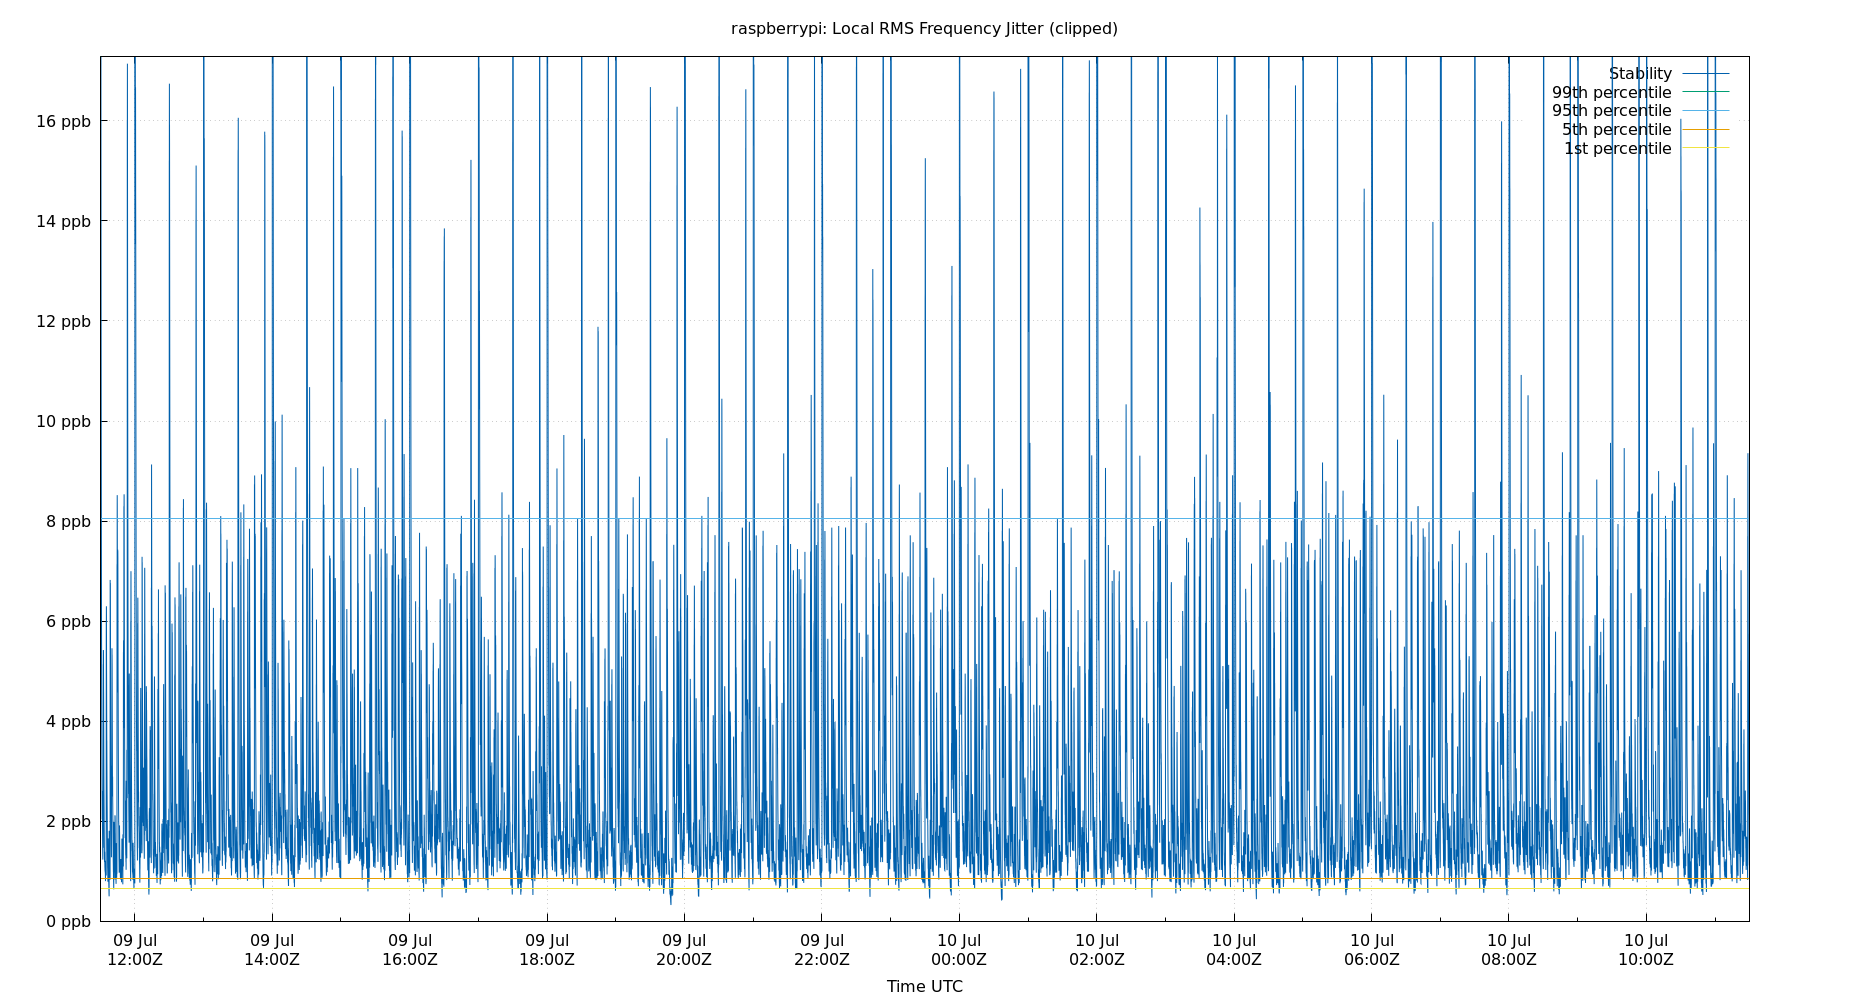 raspberrypi: Local RMS Frequency Jitter (clipped)
Stability
99th percentile
95th percentile
5th percentile
1st percentile
16 ppb
14 ppb
12 ppb
10 ppb
8 ppb
6 ppb
4 ppb
2 ppb
0 ppb
09 Jul 09 Jul 09 Jul 09 Jul 09 Jul 09 Jul 10 Jul 10 Jul 10 Jul 10 Jul 10 Jul 10 Jul
12:00Z 14:00Z 16:00Z 18:00Z 20:00Z 22:00Z 00:00Z 02:00Z 04:00Z 06:00Z 08:00Z 10:00Z
Time UTC